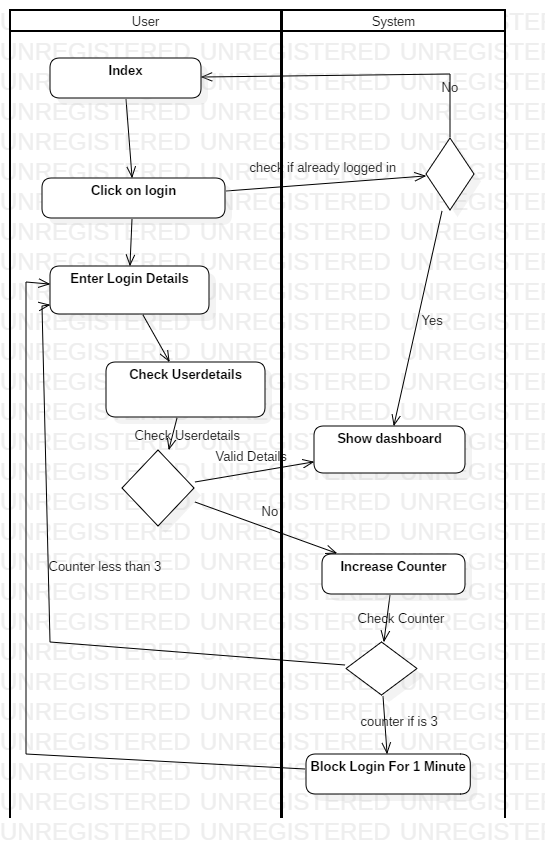 User
System
Index
No
check if already logged in
Click on login
Enter Login Details
Yes
Check Userdetails
Check Userdetails
Show dashboard
Valid Details
No
Increase Counter
Counter less than 3
Check Counter
counter if is 3
Block Login For 1 Minute
UNREGISTERED